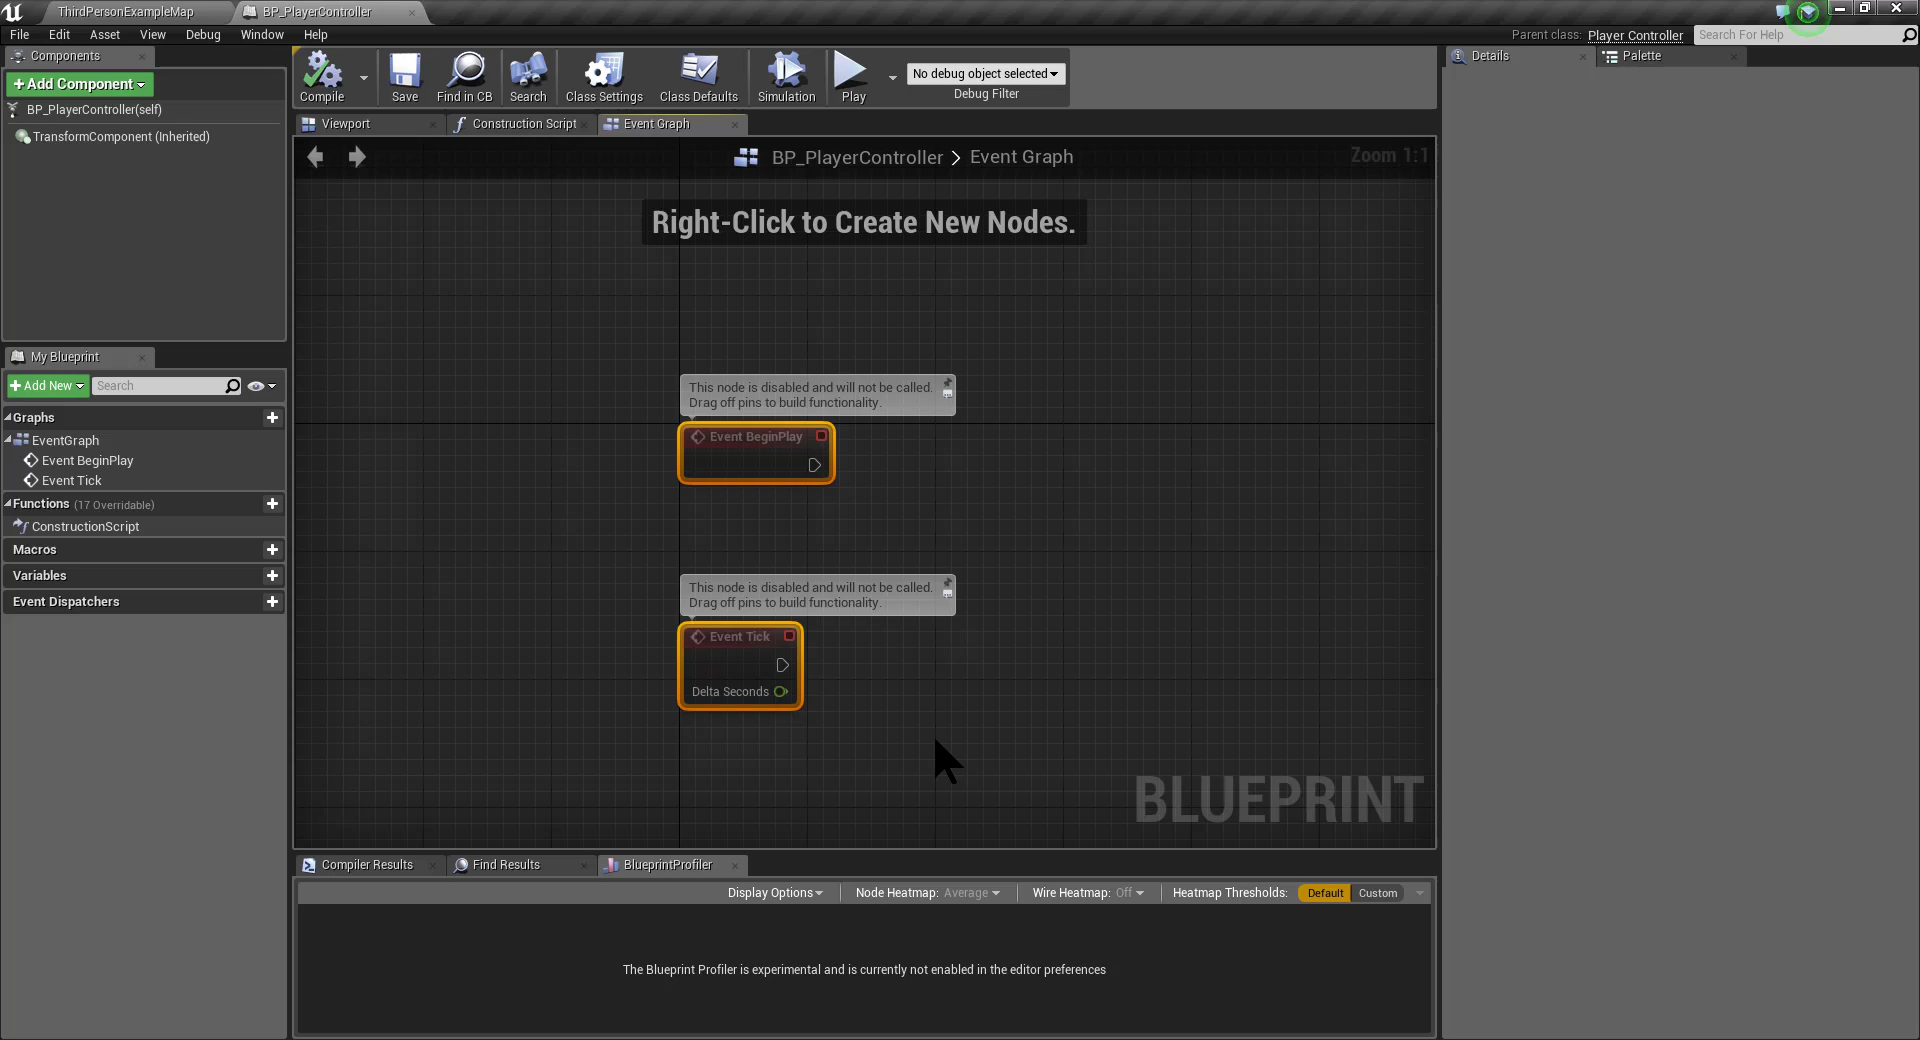 ThirdPersonExampleMap
BP_PlayerController
File Edit Asset View Debug Window Help
Parent class: Player Controller
Search For Help
Components
+Add Component
BP_PlayerController(self)
TransformComponent (Inherited)
Compile
Save
Find in CB
Search
Class Settings
Class Defaults
Simulation
Play
No debug object selected
Debug Filter
Details
Palette
Viewport
Construction Script
Event Graph
BP_PlayerController > Event Graph
Zoom 1:1
Right-Click to Create New Nodes.
This node is disabled and will not be called.
Drag off pins to build functionality.
Event BeginPlay
This node is disabled and will not be called.
Drag off pins to build functionality.
Event Tick
Delta Seconds
BLUEPRINT
My Blueprint
+Add New
Search
Graphs
EventGraph
Event BeginPlay
Event Tick
Functions (17 Overridable)
ConstructionScript
Macros
Variables
Event Dispatchers
Compiler Results
Find Results
BlueprintProfiler
Display Options
Node Heatmap: Average
Wire Heatmap: Off
Heatmap Thresholds: Default Custom
The Blueprint Profiler is experimental and is currently not enabled in the editor preferences